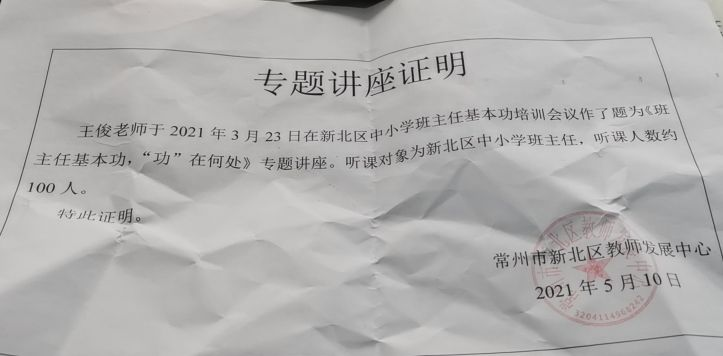 专题讲座证明
王俊老师于 2021 年 3 月 23 日在新北区中小学班主任基本功培训会议作了题为《班
主任基本功，“功”在何处》专题讲座。听课对象为新北区中小学班主任，听课人数约
100 人。
特此证明。
常州市新北区教师发展中心
2021 年 5 月 10 日
3204114968242